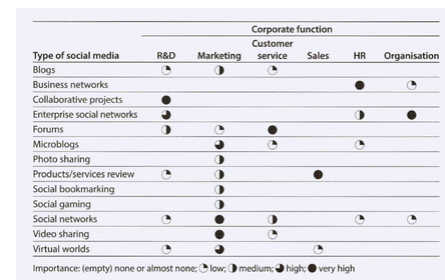 Corporate function
Customer
Type of social media R&D Marketing service Sales HR Organisation
Blogs
Business networks
Collaborative projects
Enterprise social networks
Forums
Microblogs
Photo sharing
Products/services review
Social bookmarking
Social gaming
Social networks
Video sharing
Virtual worlds
Importance: (empty) none or almost none; ◔ low; ◑ medium; ◕ high; ● very high